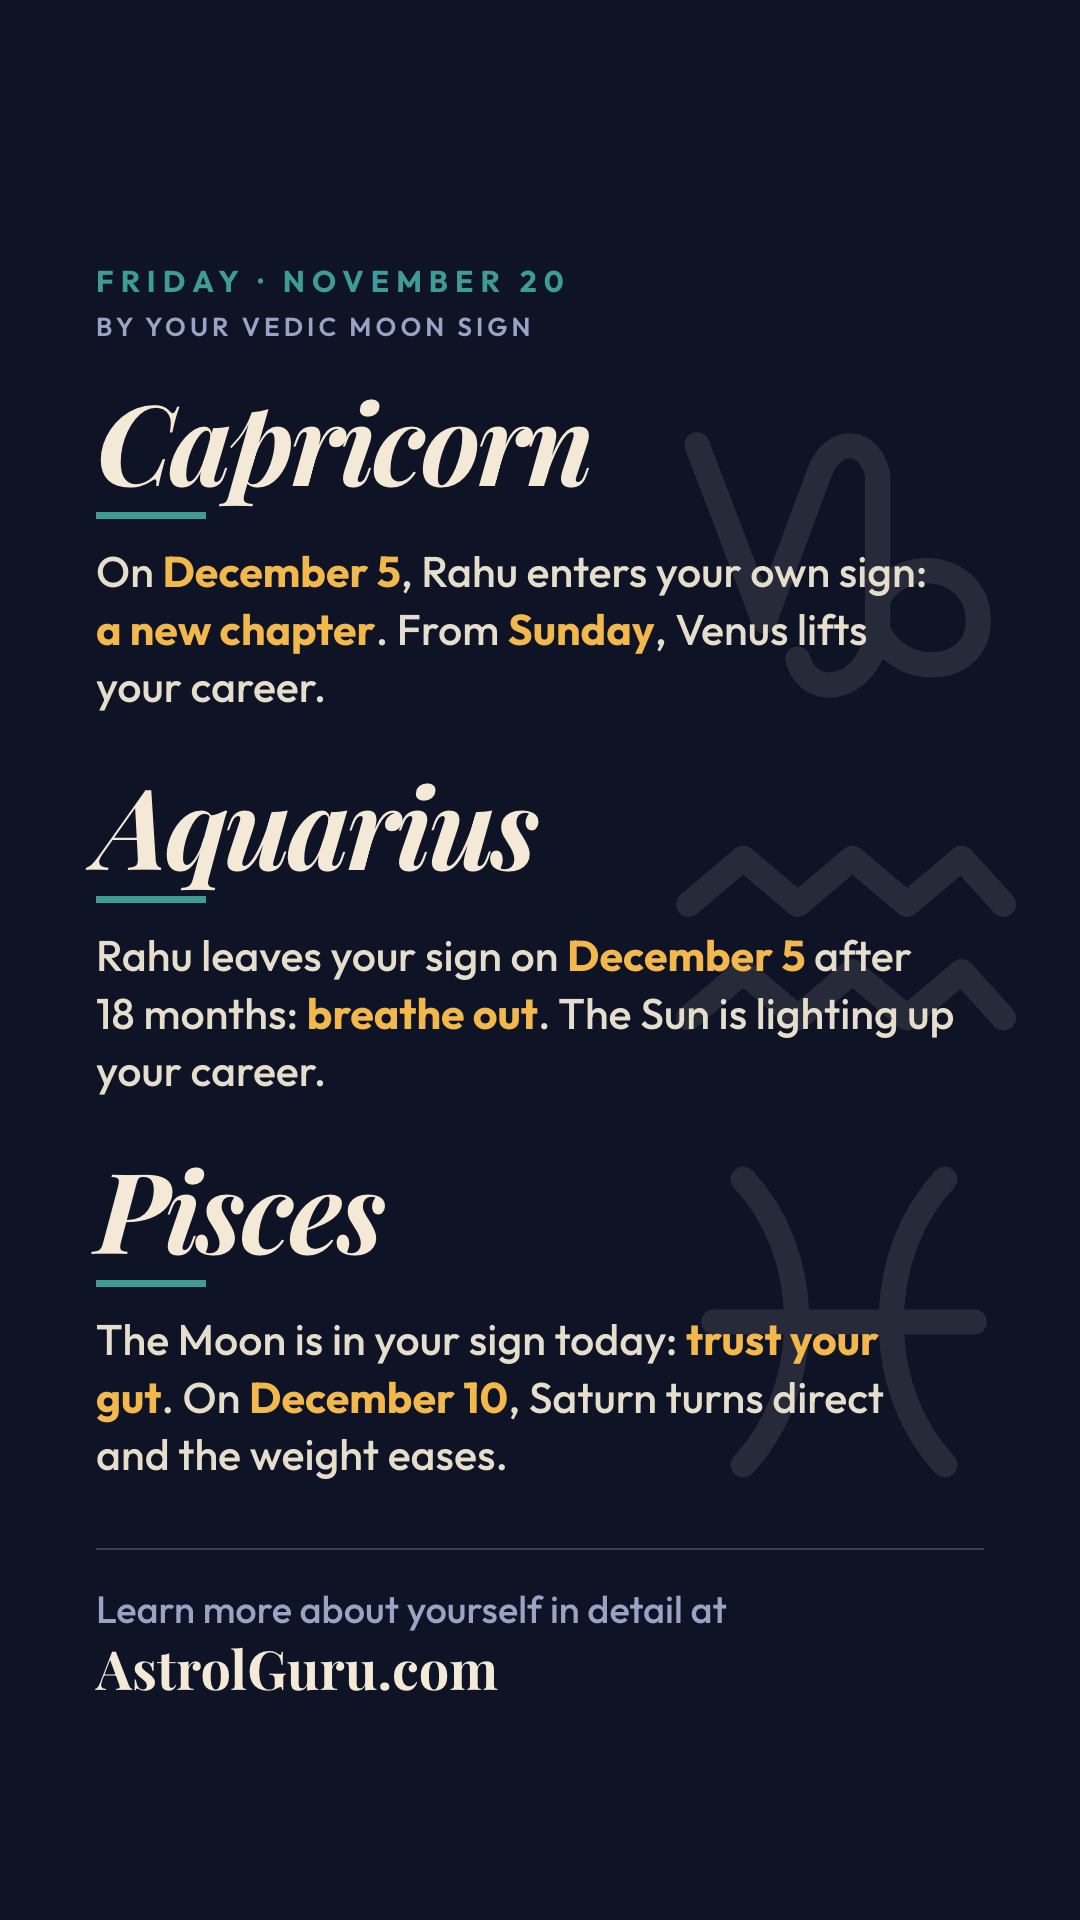 FRIDAY · NOVEMBER 20
BY YOUR VEDIC MOON SIGN
Capricorn
On December 5, Rahu enters your own sign:
a new chapter. From Sunday, Venus lifts
your career.
Aquarius
Rahu leaves your sign on December 5 after
18 months: breathe out. The Sun is lighting up
your career.
Pisces
The Moon is in your sign today: trust your
gut. On December 10, Saturn turns direct
and the weight eases.
Learn more about yourself in detail at
AstrolGuru.com